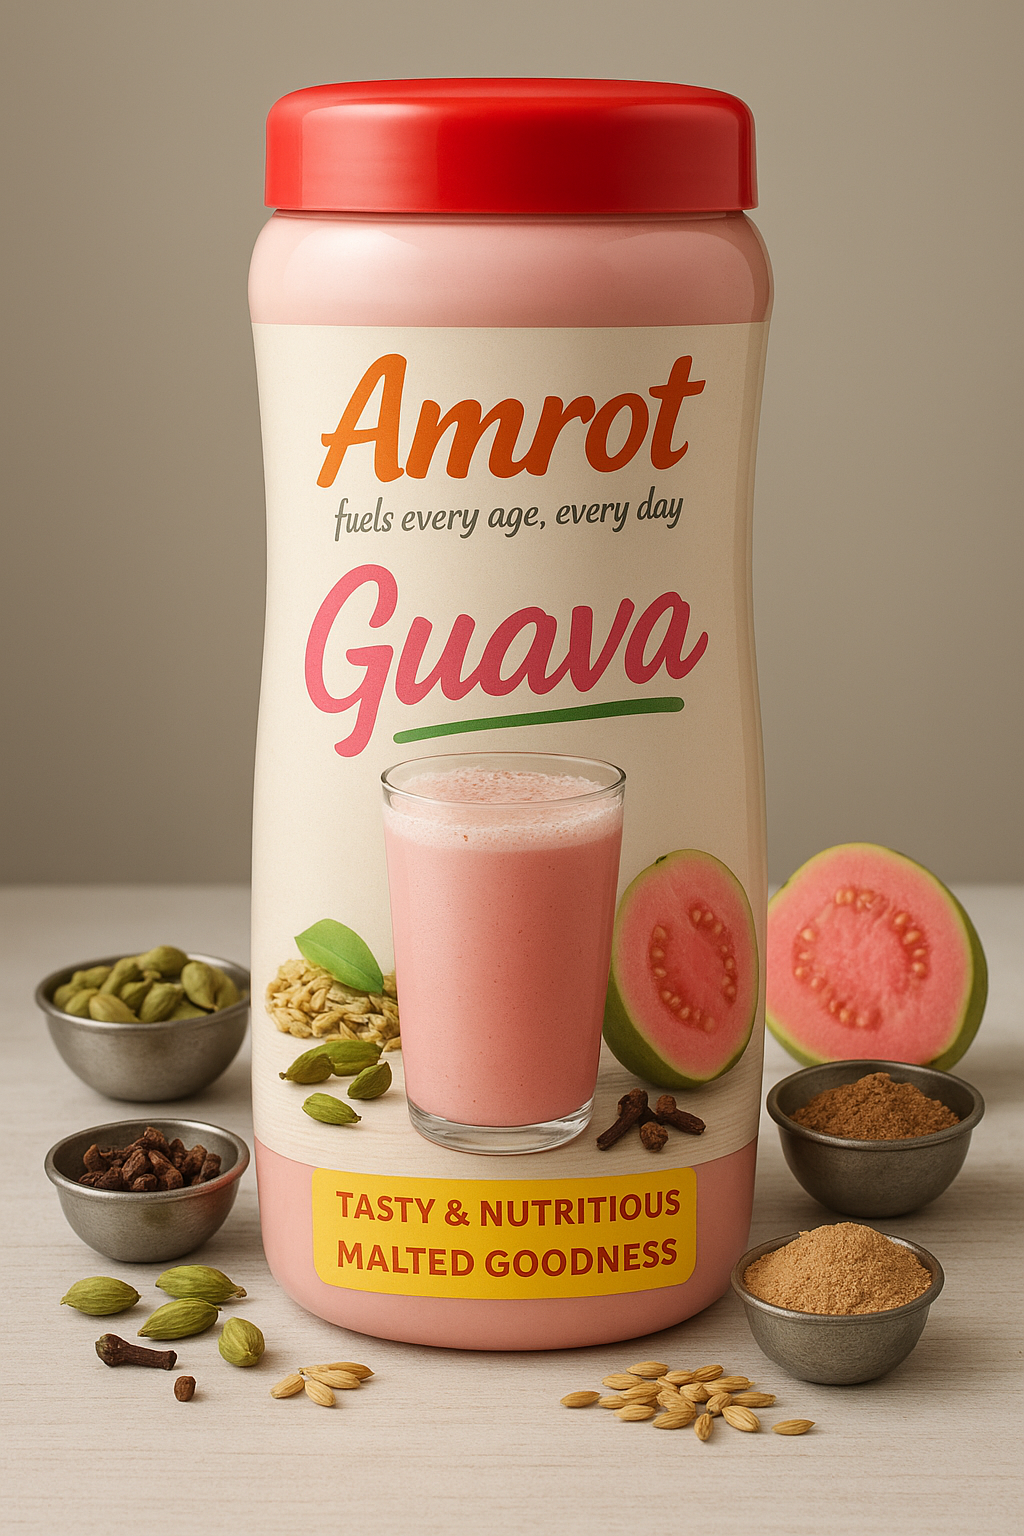 Amrot
fuels every age, every day
Guava
TASTY & NUTRITIOUS
MALTED GOODNESS